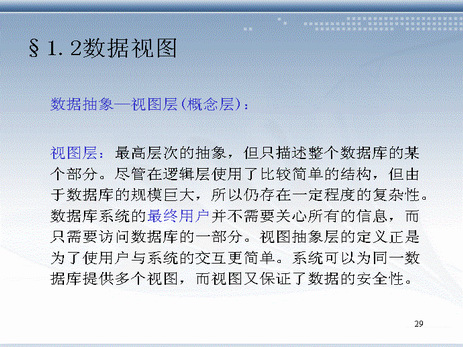 §1.2数据视图
数据抽象—视图层(概念层)：
视图层：最高层次的抽象，但只描述整个数据库的某
个部分。尽管在逻辑层使用了比较简单的结构，但由
于数据库的规模巨大，所以仍存在一定程度的复杂性。
数据库系统的最终用户并不需要关心所有的信息，而
只需要访问数据库的一部分。视图抽象层的定义正是
为了使用户与系统的交互更简单。系统可以为同一数
据库提供多个视图，而视图又保证了数据的安全性。
29